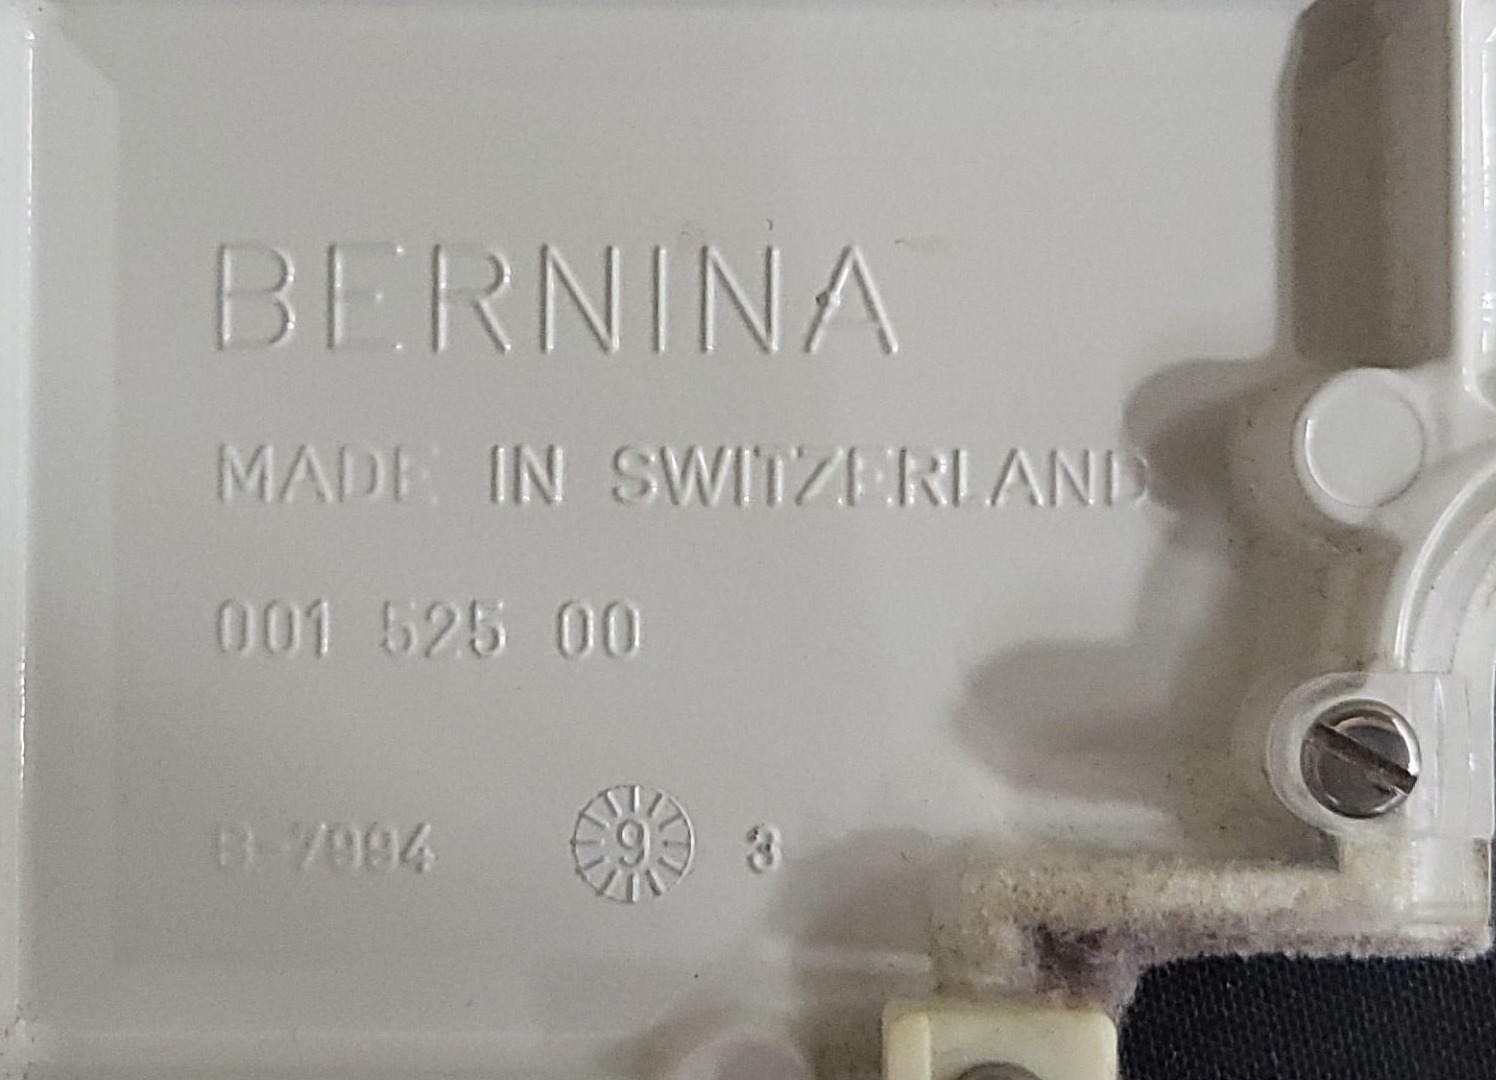 BERNINA
MADE IN SWITZERLAND
001 525 00
B-7994 9 3